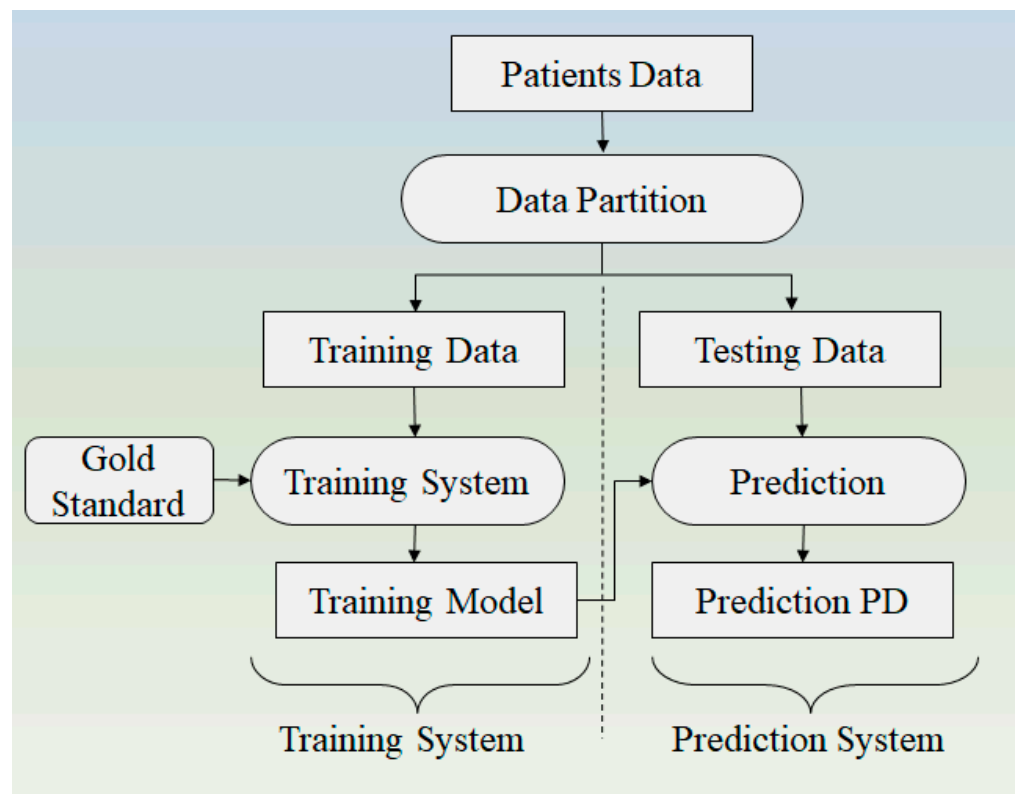 Patients Data
Data Partition
Training Data
Testing Data
Gold
Standard
Training System
Prediction
Training Model
Prediction PD
Training System
Prediction System